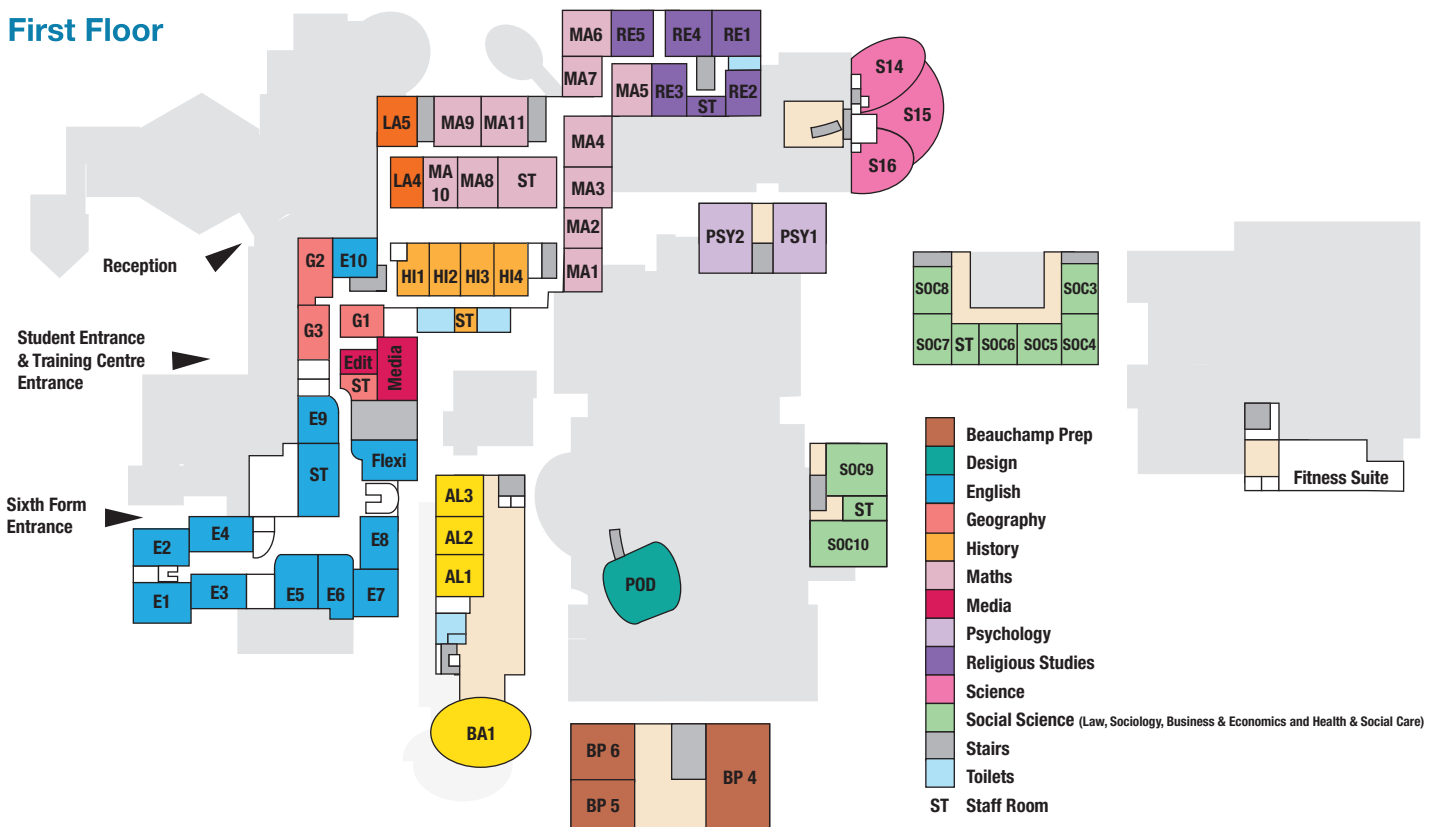 First Floor
MA6
RE5
RE4
RE1
MA7
MA5
RE3
ST
RE2
S14
S15
S16
LA5
MA9
MA11
MA4
LA4
MA
10
MA8
ST
MA3
MA2
MA1
PSY2
PSY1
Reception
G2
E10
HI1
HI2
HI3
HI4
SOC8
SOC3
SOC7
ST
SOC6
SOC5
SOC4
G3
G1
ST
Student Entrance
& Training Centre
Entrance
Edit
Media
ST
E9
ST
Flexi
Sixth Form
Entrance
E2
E4
E8
E1
E3
E5
E6
E7
AL3
AL2
AL1
BA1
POD
SOC9
ST
SOC10
BP 6
BP 5
BP 4
Fitness Suite
Beauchamp Prep
Design
English
Geography
History
Maths
Media
Psychology
Religious Studies
Science
Social Science (Law, Sociology, Business & Economics and Health & Social Care)
Stairs
Toilets
ST Staff Room